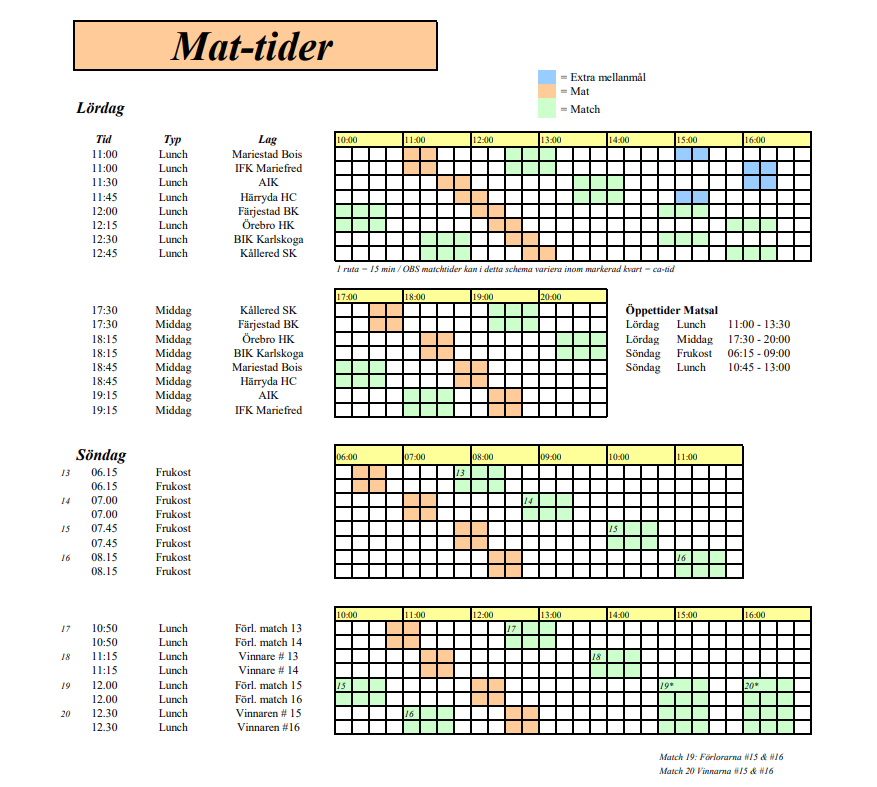 Mat-tider
= Extra mellanmål
= Mat
= Match
Lördag
Tid Typ Lag 10:00 11:00 12:00 13:00 14:00 15:00 16:00
11:00 Lunch Mariestad Bois
11:00 Lunch IFK Mariefred
11:30 Lunch AIK
11:45 Lunch Härryda HC
12:00 Lunch Färjestad BK
12:15 Lunch Örebro HK
12:30 Lunch BIK Karlskoga
12:45 Lunch Kållered SK
1 ruta = 15 min / OBS matchtider kan i detta schema variera inom markerad kvart = ca-tid
17:00 18:00 19:00 20:00
17:30 Middag Kållered SK
17:30 Middag Färjestad BK
18:15 Middag Örebro HK
18:15 Middag BIK Karlskoga
18:45 Middag Mariestad Bois
18:45 Middag Härryda HC
19:15 Middag AIK
19:15 Middag IFK Mariefred
Öppettider Matsal
Lördag Lunch 11:00 - 13:30
Lördag Middag 17:30 - 20:00
Söndag Frukost 06:15 - 09:00
Söndag Lunch 10:45 - 13:00
Söndag 06:00 07:00 08:00 09:00 10:00 11:00
13 06.15 Frukost 13
06.15 Frukost
14 07.00 Frukost 14
07.00 Frukost
15 07.45 Frukost 15
07.45 Frukost
16 08.15 Frukost 16
08.15 Frukost
10:00 11:00 12:00 13:00 14:00 15:00 16:00
17 10:50 Lunch Förl. match 13 17
10:50 Lunch Förl. match 14
18 11:15 Lunch Vinnare # 13 18
11:15 Lunch Vinnare # 14
19 12.00 Lunch Förl. match 15 15 19* 20*
12.00 Lunch Förl. match 16
20 12.30 Lunch Vinnaren # 15 16
12.30 Lunch Vinnaren #16
Match 19: Förlorarna #15 & #16
Match 20 Vinnarna #15 & #16